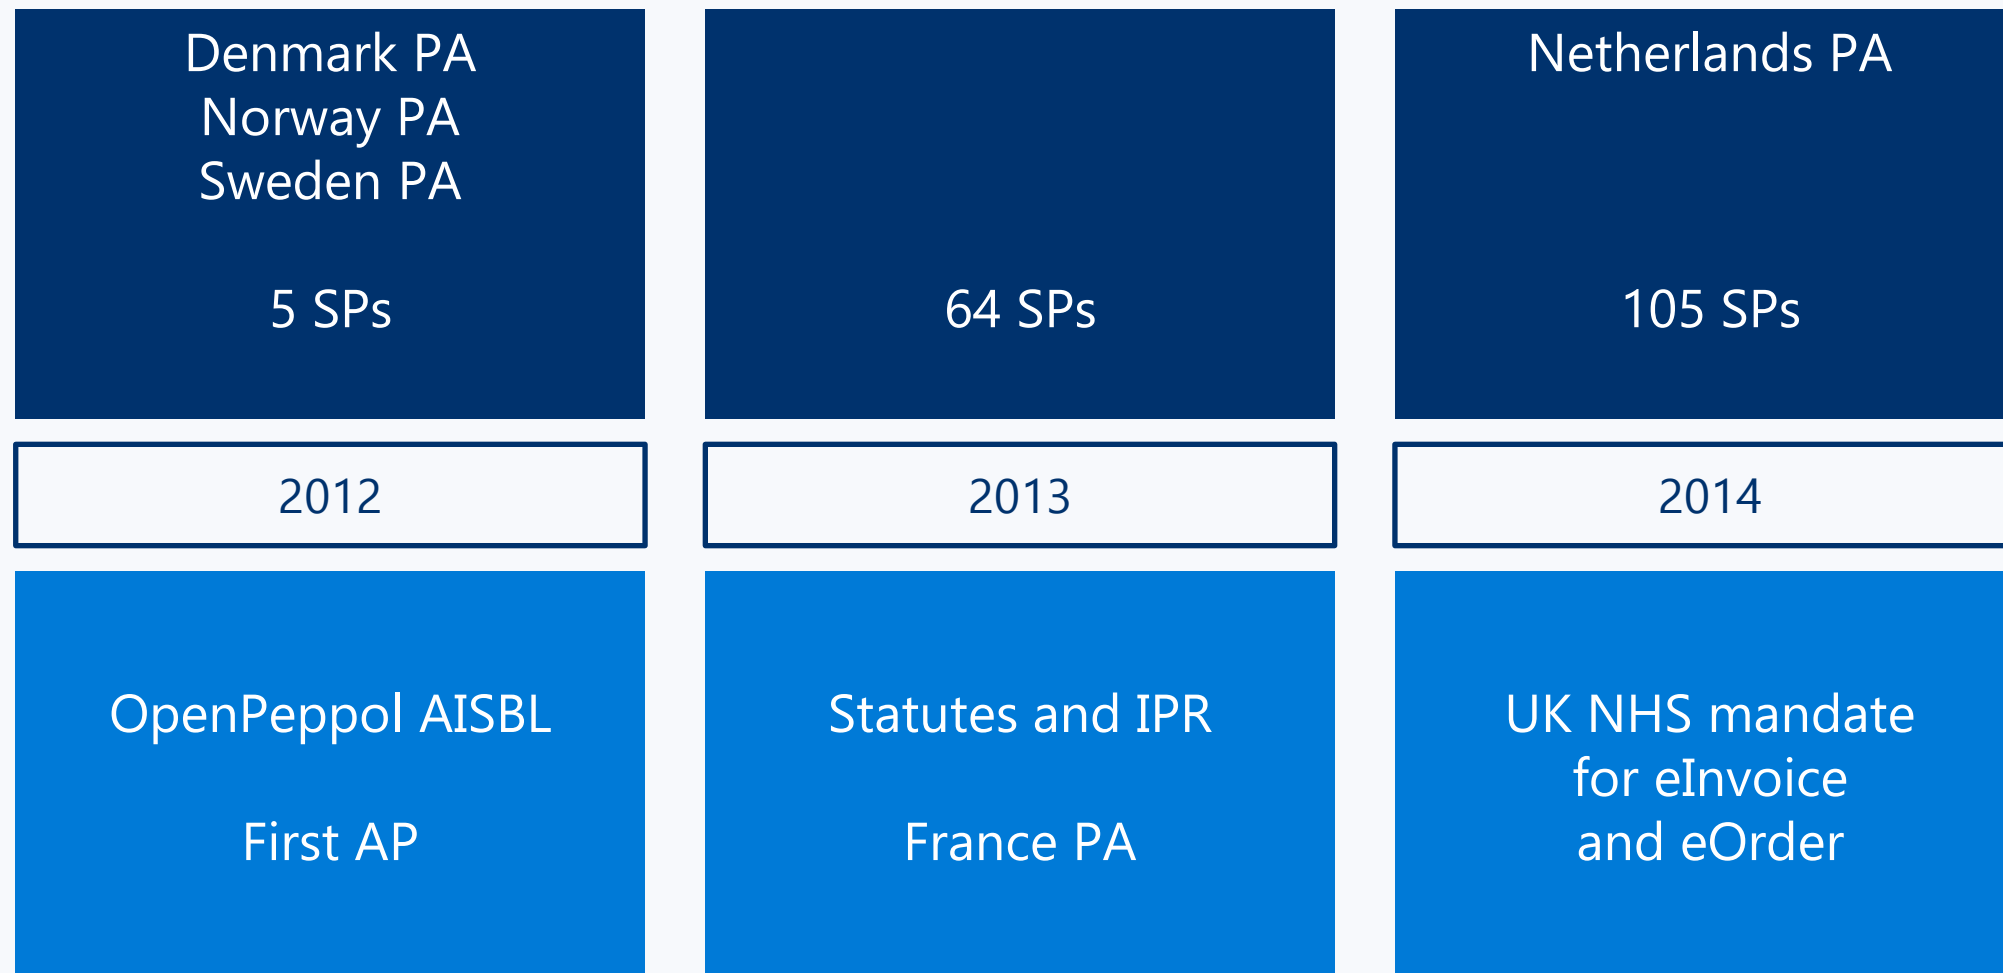 Denmark PA
Norway PA
Sweden PA
5 SPs
64 SPs
Netherlands PA
105 SPs
2012
2013
2014
OpenPeppol AISBL
First AP
Statutes and IPR
France PA
UK NHS mandate
for eInvoice
and eOrder